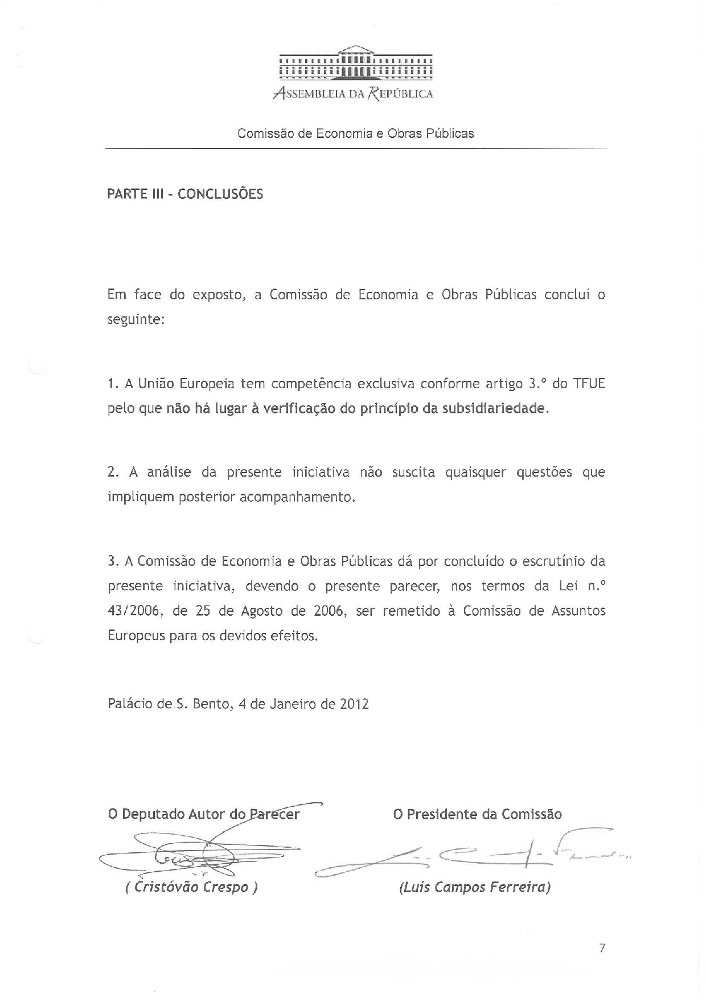 ASSEMBLEIA DA REPÚBLICA
Comissão de Economia e Obras Públicas
PARTE III - CONCLUSÕES
Em face do exposto, a Comissão de Economia e Obras Públicas conclui o
seguinte:
1. A União Europeia tem competência exclusiva conforme artigo 3.º do TFUE
pelo que não há lugar à verificação do princípio da subsidiariedade.
2. A análise da presente iniciativa não suscita quaisquer questões que
impliquem posterior acompanhamento.
3. A Comissão de Economia e Obras Públicas dá por concluído o escrutínio da
presente iniciativa, devendo o presente parecer, nos termos da Lei n.º
43/2006, de 25 de Agosto de 2006, ser remetido à Comissão de Assuntos
Europeus para os devidos efeitos.
Palácio de S. Bento, 4 de Janeiro de 2012
O Deputado Autor do Parecer
O Presidente da Comissão
( Cristóvão Crespo )
(Luís Campos Ferreira)
7